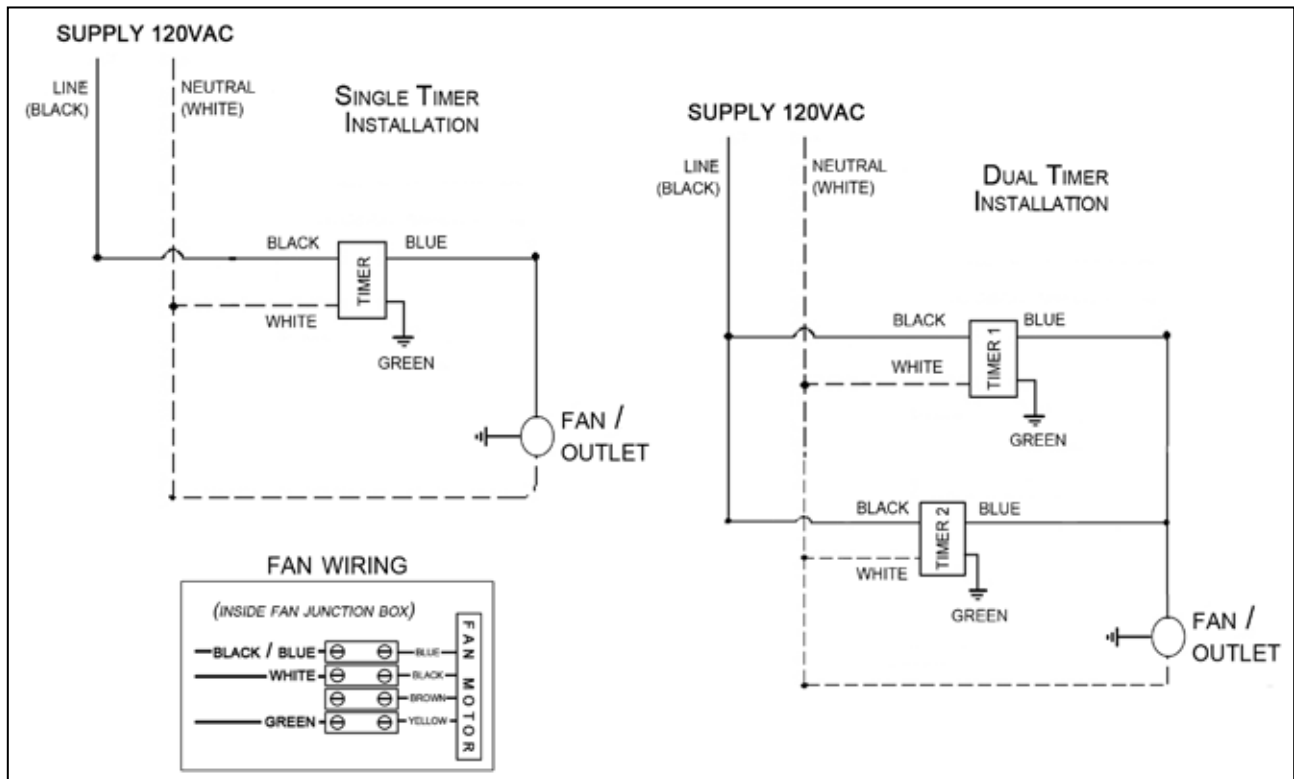 SUPPLY 120VAC
LINE
(BLACK)
NEUTRAL
(WHITE)
SINGLE TIMER
INSTALLATION
BLACK
BLUE
TIMER
WHITE
GREEN
FAN /
OUTLET
FAN WIRING
(INSIDE FAN JUNCTION BOX)
BLACK / BLUE
BLUE
WHITE
BLACK
BROWN
GREEN
YELLOW
FAN MOTOR
SUPPLY 120VAC
LINE
(BLACK)
NEUTRAL
(WHITE)
DUAL TIMER
INSTALLATION
BLACK
BLUE
TIMER 1
WHITE
GREEN
BLACK
BLUE
TIMER 2
WHITE
GREEN
FAN /
OUTLET